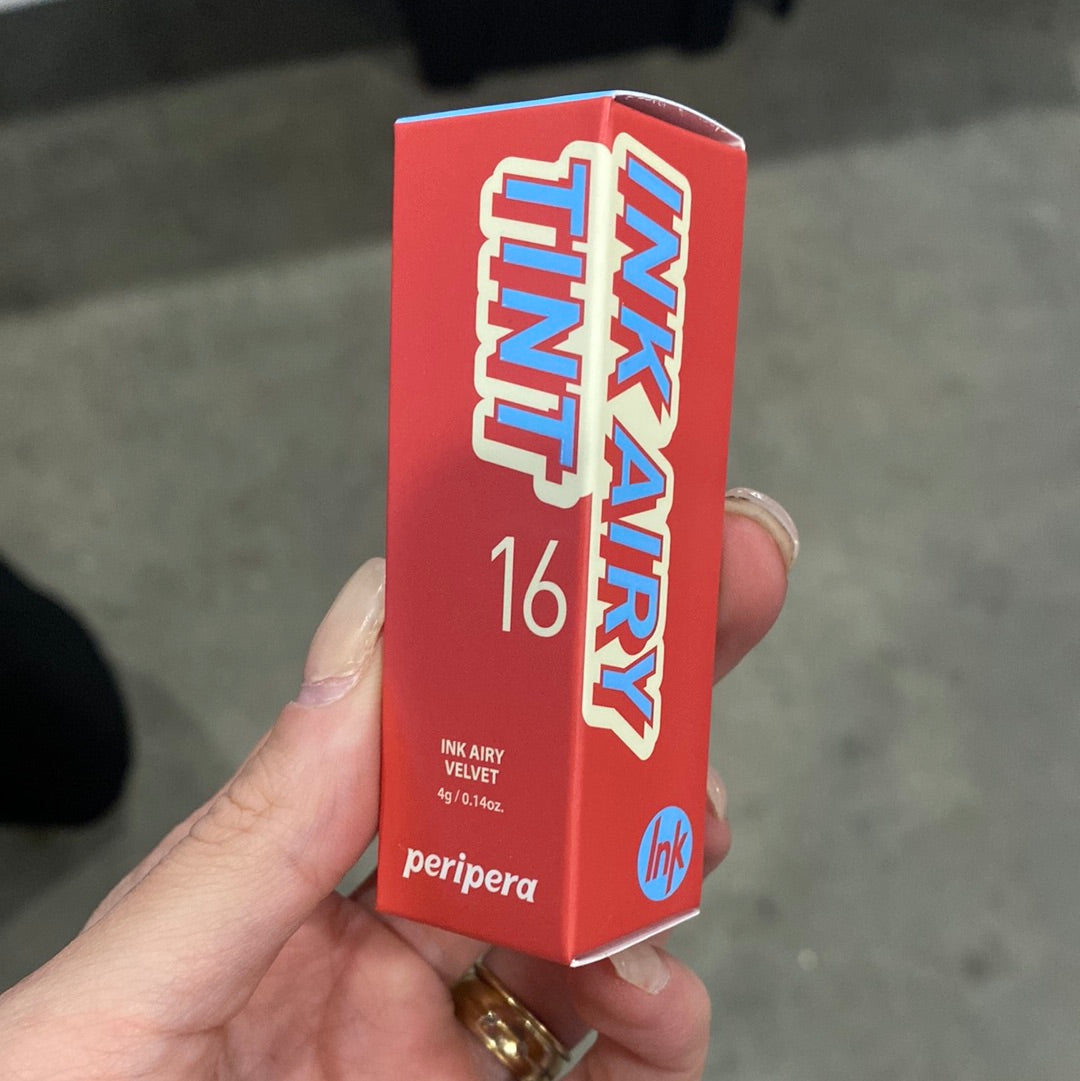 INK AIRY
TINT
16
INK AIRY
VELVET
4g / 0.14oz.
peripera
Ink